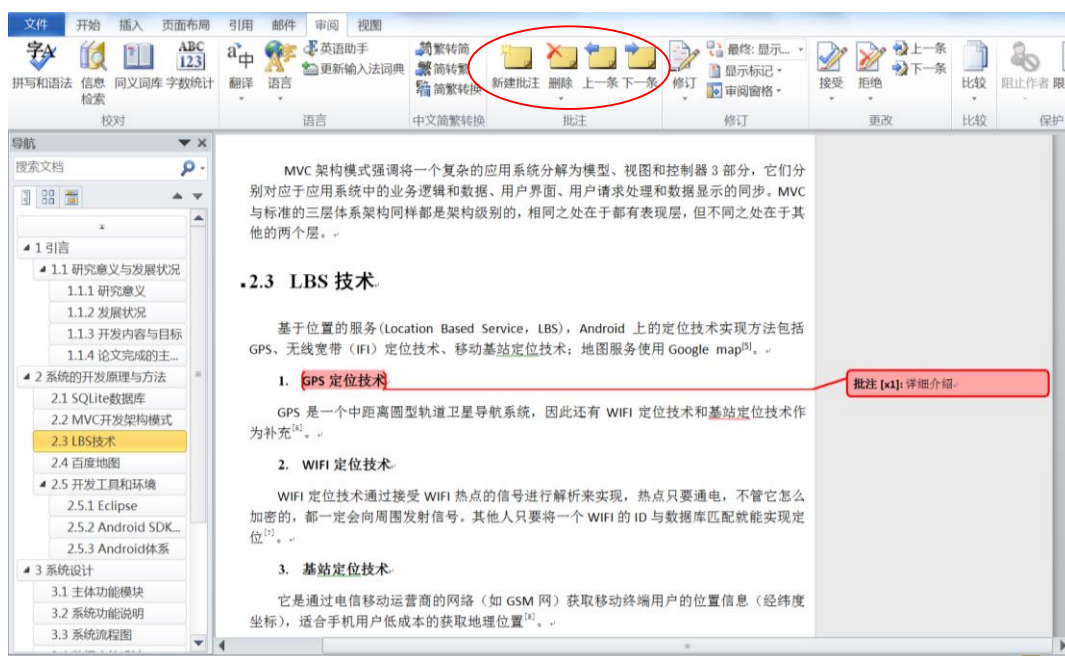 文件 开始 插入 页面布局 引用 邮件 审阅 视图
拼写和语法 信息检索 同义词库 ABC 123 字数统计
翻译 语言 英语助手
更新输入法词典
繁转简
简转繁
简繁转换
新建批注 删除 上一条 下一条
修订 最终: 显示...
显示标记
审阅窗格
接受 拒绝 上一条
下一条
比较 阻止作者 限
校对 语言 中文简繁转换 批注 修订 更改 比较 保护
导航
搜索文档
1 引言
1.1 研究意义与发展状况
1.1.1 研究意义
1.1.2 发展状况
1.1.3 开发内容与目标
1.1.4 论文完成的主...
2 系统的开发原理与方法
2.1 SQLite数据库
2.2 MVC开发架构模式
2.3 LBS技术
2.4 百度地图
2.5 开发工具和环境
2.5.1 Eclipse
2.5.2 Android SDK...
2.5.3 Android体系
3 系统设计
3.1 主体功能模块
3.2 系统功能说明
3.3 系统流程图
MVC 架构模式强调将一个复杂的应用系统分解为模型、视图和控制器 3 部分，它们分
别对应于应用系统中的业务逻辑和数据、用户界面、用户请求处理和数据显示的同步。MVC
与标准的三层体系架构同样都是架构级别的，相同之处在于都有表现层，但不同之处在于其
他的两个层。
2.3 LBS 技术
基于位置的服务(Location Based Service，LBS)，Android 上的定位技术实现方法包括
GPS、无线宽带（IFI）定位技术、移动基站定位技术；地图服务使用 Google map[5]。
1. GPS 定位技术
批注 [x1]: 详细介绍
GPS 是一个中距离圆型轨道卫星导航系统，因此还有 WIFI 定位技术和基站定位技术作
为补充[6]。
2. WIFI 定位技术
WIFI 定位技术通过接受 WIFI 热点的信号进行解析来实现，热点只要通电，不管它怎么
加密的，都一定会向周围发射信号。其他人只要将一个 WIFI 的 ID 与数据库匹配就能实现定
位[7]。
3. 基站定位技术
它是通过电信移动运营商的网络（如 GSM 网）获取移动终端用户的位置信息（经纬度
坐标），适合手机用户低成本的获取地理位置[8]。